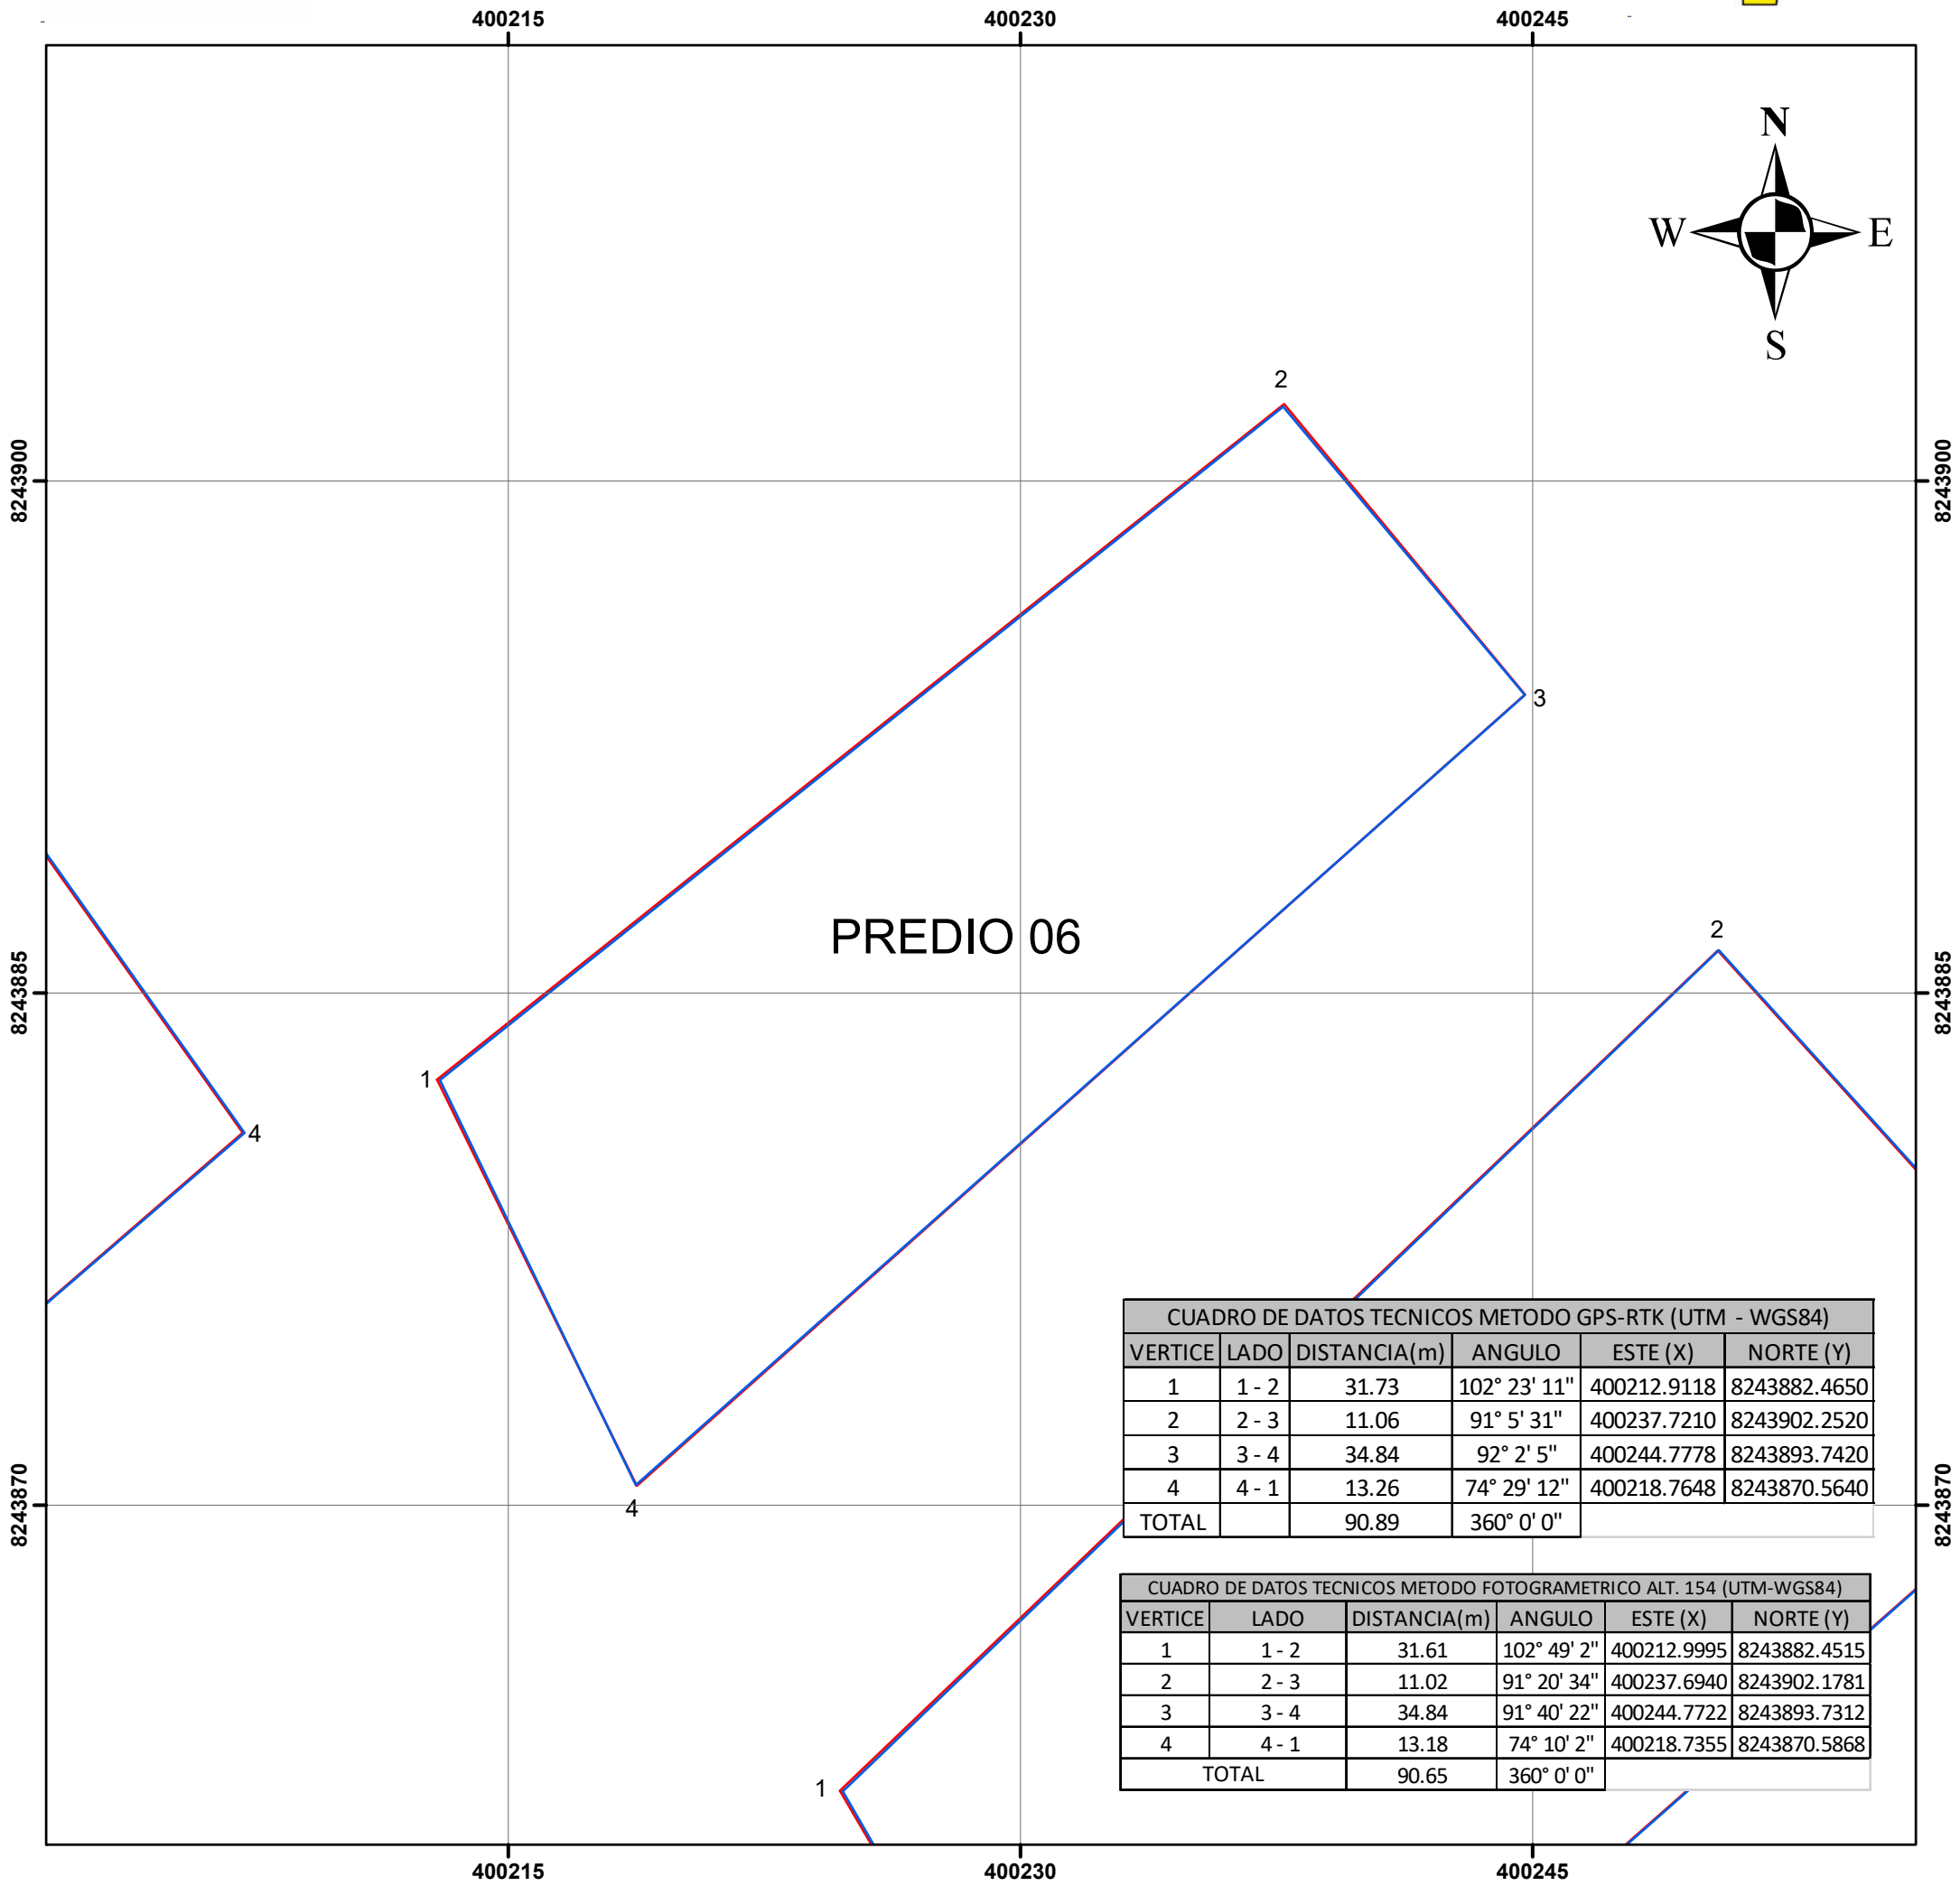 400215 400230 400245
N
W E
S
2
8243900 8243900
3
PREDIO 06
2
8243885 8243885
1
4
CUADRO DE DATOS TECNICOS METODO GPS-RTK (UTM - WGS84)
VERTICE LADO DISTANCIA(m) ANGULO ESTE (X) NORTE (Y)
1 1 - 2 31.73 102° 23' 11" 400212.9118 8243882.4650
2 2 - 3 11.06 91° 5' 31" 400237.7210 8243902.2520
3 3 - 4 34.84 92° 2' 5" 400244.7778 8243893.7420
4 4 - 1 13.26 74° 29' 12" 400218.7648 8243870.5640
TOTAL 90.89 360° 0' 0"
8243870 8243870
4
CUADRO DE DATOS TECNICOS METODO FOTOGRAMETRICO ALT. 154 (UTM-WGS84)
VERTICE LADO DISTANCIA(m) ANGULO ESTE (X) NORTE (Y)
1 1 - 2 31.61 102° 49' 2" 400212.9995 8243882.4515
2 2 - 3 11.02 91° 20' 34" 400237.6940 8243902.1781
3 3 - 4 34.84 91° 40' 22" 400244.7722 8243893.7312
4 4 - 1 13.18 74° 10' 2" 400218.7355 8243870.5868
TOTAL 90.65 360° 0' 0"
1
400215 400230 400245